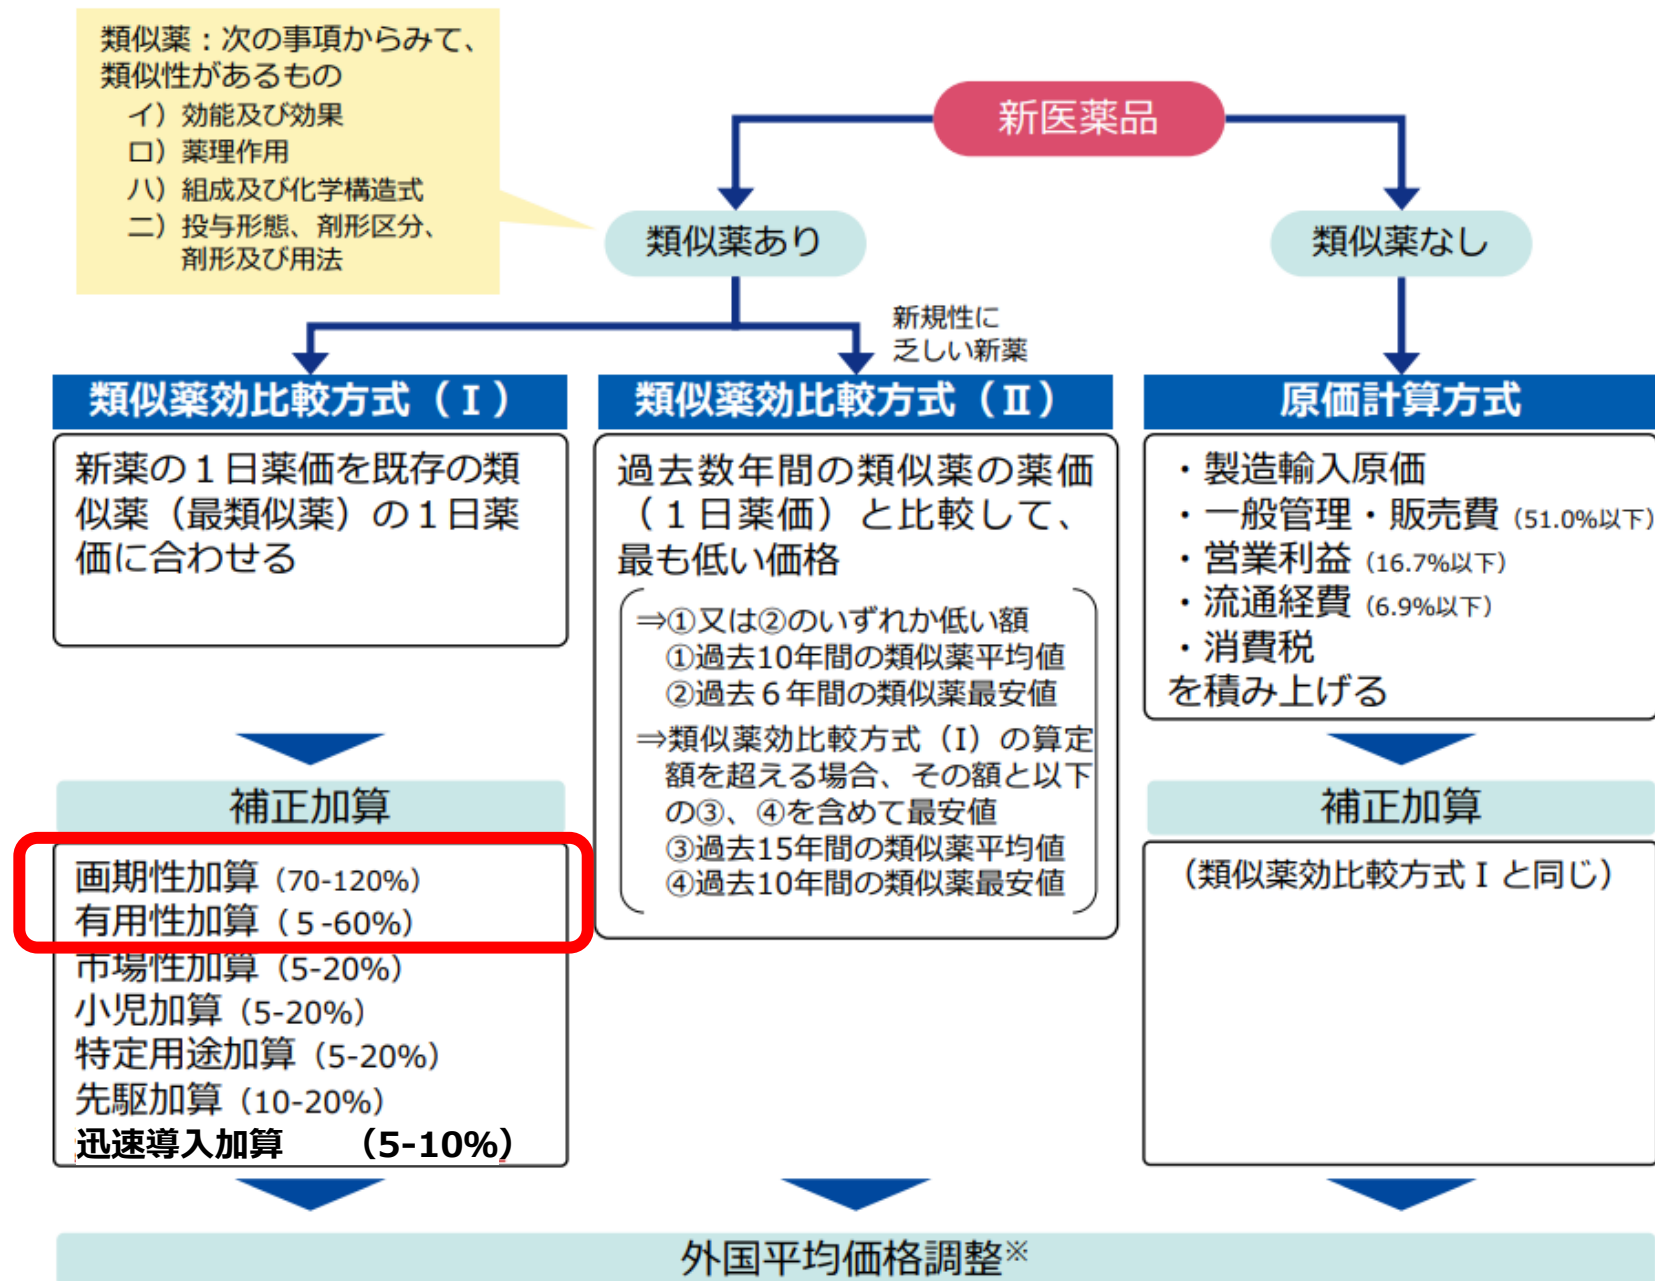 類似薬：次の事項からみて、
類似性があるもの
イ）効能及び効果
ロ）薬理作用
ハ）組成及び化学構造式
ニ）投与形態、剤形区分、
剤形及び用法
新医薬品
類似薬あり
類似薬なし
新規性に
乏しい新薬
類似薬効比較方式（Ⅰ）
新薬の１日薬価を既存の類
似薬（最類似薬）の１日薬
価に合わせる
補正加算
画期性加算（70-120%）
有用性加算（５-60%）
市場性加算（5-20%）
小児加算（5-20%）
特定用途加算（5-20%）
先駆加算（10-20%）
迅速導入加算　（5-10%）
類似薬効比較方式（Ⅱ）
過去数年間の類似薬の薬価
（１日薬価）と比較して、
最も低い価格
⇒①又は②のいずれか低い額
①過去10年間の類似薬平均値
②過去６年間の類似薬最安値
⇒類似薬効比較方式（I）の算定
額を超える場合、その額と以下
の③、④を含めて最安値
③過去15年間の類似薬平均値
④過去10年間の類似薬最安値
原価計算方式
・製造輸入原価
・一般管理・販売費（51.0%以下）
・営業利益（16.7%以下）
・流通経費（6.9%以下）
・消費税
を積み上げる
補正加算
（類似薬効比較方式Ⅰと同じ）
外国平均価格調整※